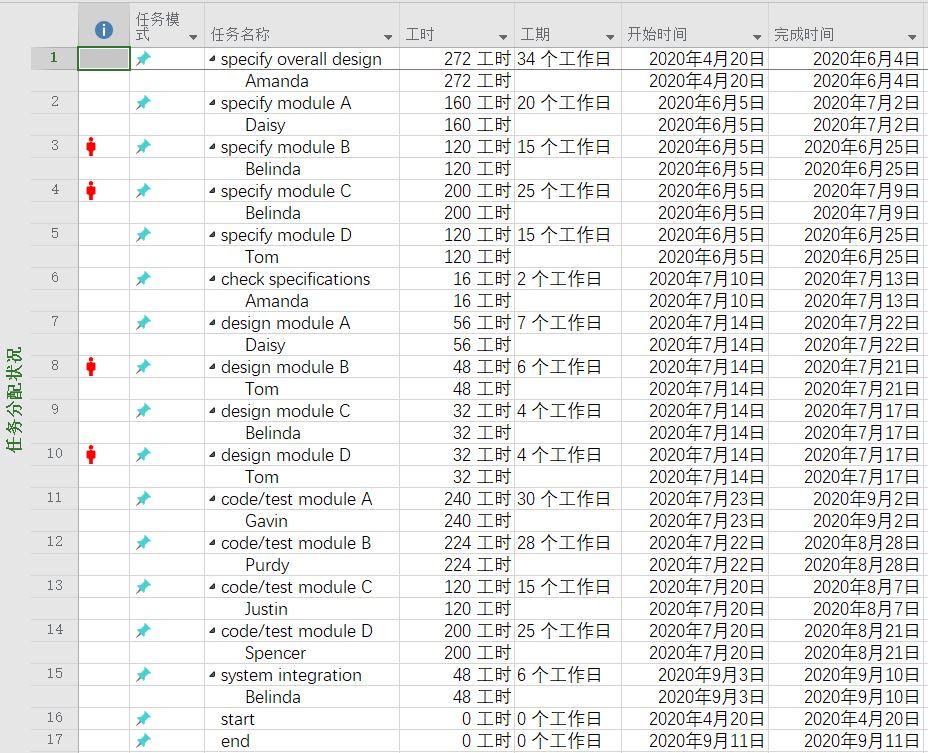 任务模式 任务名称 工时 工期 开始时间 完成时间
1 specify overall design 272 工时 34 个工作日 2020年4月20日 2020年6月4日
Amanda 272 工时 2020年4月20日 2020年6月4日
2 specify module A 160 工时 20 个工作日 2020年6月5日 2020年7月2日
Daisy 160 工时 2020年6月5日 2020年7月2日
3 specify module B 120 工时 15 个工作日 2020年6月5日 2020年6月25日
Belinda 120 工时 2020年6月5日 2020年6月25日
4 specify module C 200 工时 25 个工作日 2020年6月5日 2020年7月9日
Belinda 200 工时 2020年6月5日 2020年7月9日
5 specify module D 120 工时 15 个工作日 2020年6月5日 2020年6月25日
Tom 120 工时 2020年6月5日 2020年6月25日
6 check specifications 16 工时 2 个工作日 2020年7月10日 2020年7月13日
Amanda 16 工时 2020年7月10日 2020年7月13日
7 design module A 56 工时 7 个工作日 2020年7月14日 2020年7月22日
Daisy 56 工时 2020年7月14日 2020年7月22日
8 design module B 48 工时 6 个工作日 2020年7月14日 2020年7月21日
Tom 48 工时 2020年7月14日 2020年7月21日
9 design module C 32 工时 4 个工作日 2020年7月14日 2020年7月17日
Belinda 32 工时 2020年7月14日 2020年7月17日
10 design module D 32 工时 4 个工作日 2020年7月14日 2020年7月17日
Tom 32 工时 2020年7月14日 2020年7月17日
11 code/test module A 240 工时 30 个工作日 2020年7月23日 2020年9月2日
Gavin 240 工时 2020年7月23日 2020年9月2日
12 code/test module B 224 工时 28 个工作日 2020年7月22日 2020年8月28日
Purdy 224 工时 2020年7月22日 2020年8月28日
13 code/test module C 120 工时 15 个工作日 2020年7月20日 2020年8月7日
Justin 120 工时 2020年7月20日 2020年8月7日
14 code/test module D 200 工时 25 个工作日 2020年7月20日 2020年8月21日
Spencer 200 工时 2020年7月20日 2020年8月21日
15 system integration 48 工时 6 个工作日 2020年9月3日 2020年9月10日
Belinda 48 工时 2020年9月3日 2020年9月10日
16 start 0 工时 0 个工作日 2020年4月20日 2020年4月20日
17 end 0 工时 0 个工作日 2020年9月11日 2020年9月11日
任务分配状况